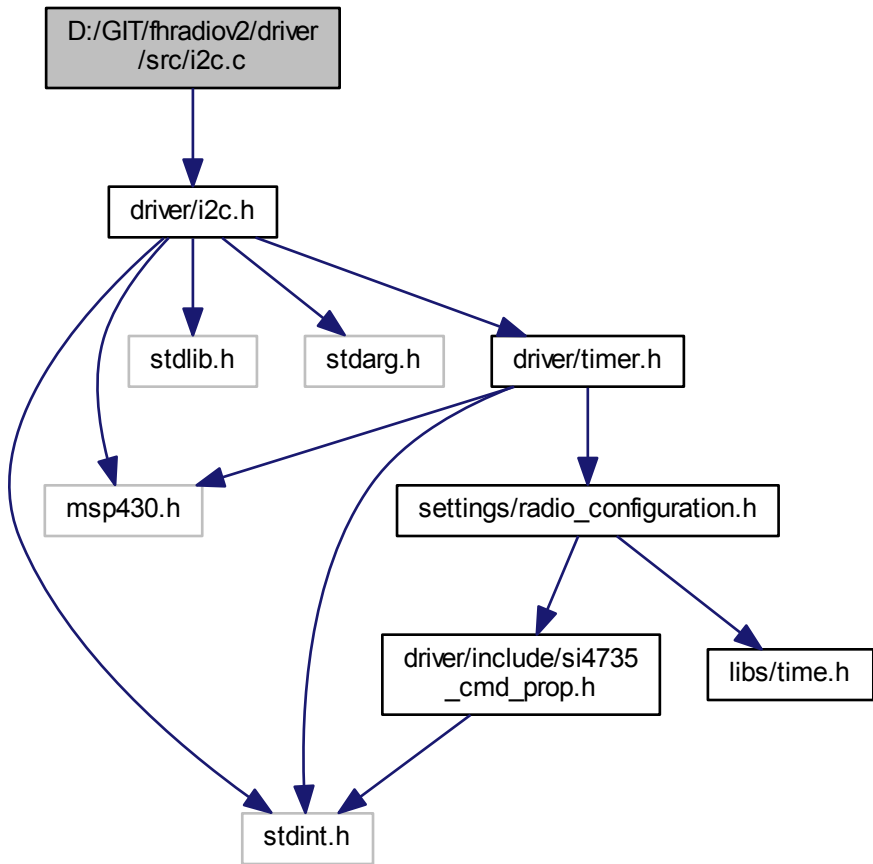 D:/GIT/fhradiov2/driver
/src/i2c.c
driver/i2c.h
stdlib.h
stdarg.h
driver/timer.h
msp430.h
settings/radio_configuration.h
driver/include/si4735
_cmd_prop.h
libs/time.h
stdint.h